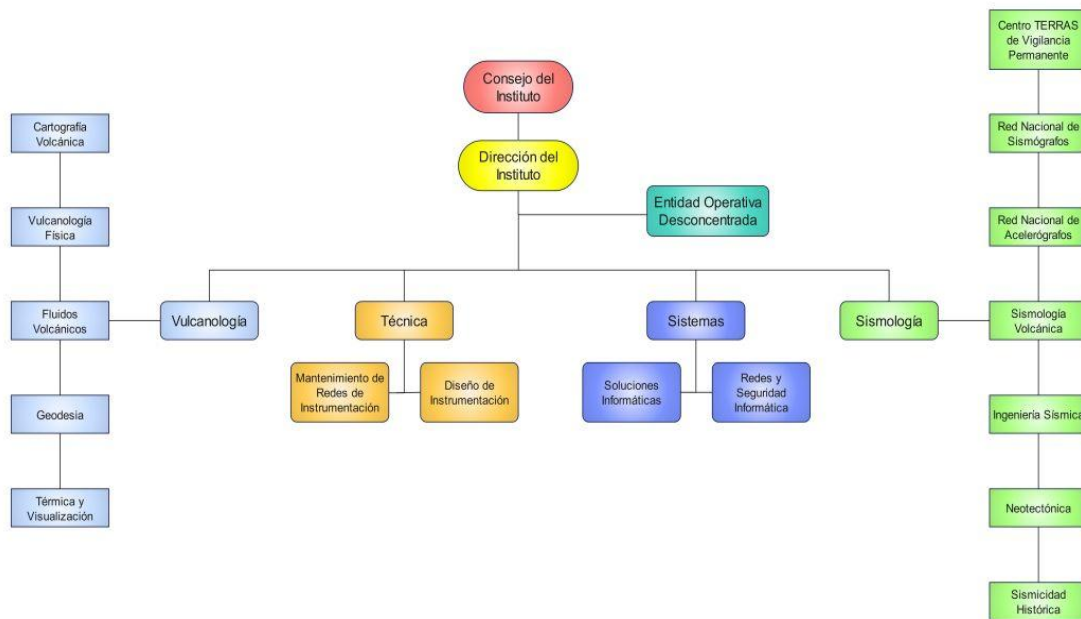 Consejo del
Instituto
Dirección del
Instituto
Entidad Operativa
Desconcentrada
Cartografía
Volcánica
Vulcanología
Física
Fluidos
Volcánicos
Geodesia
Térmica y
Visualización
Vulcanología
Técnica
Mantenimiento de
Redes de
Instrumentación
Diseño de
Instrumentación
Sistemas
Soluciones
Informáticas
Redes y
Seguridad
Informática
Sismología
Centro TERRAS
de Vigilancia
Permanente
Red Nacional de
Sismógrafos
Red Nacional de
Acelerógrafos
Sismología
Volcánica
Ingeniería Sísmica
Neotectónica
Sismicidad
Histórica